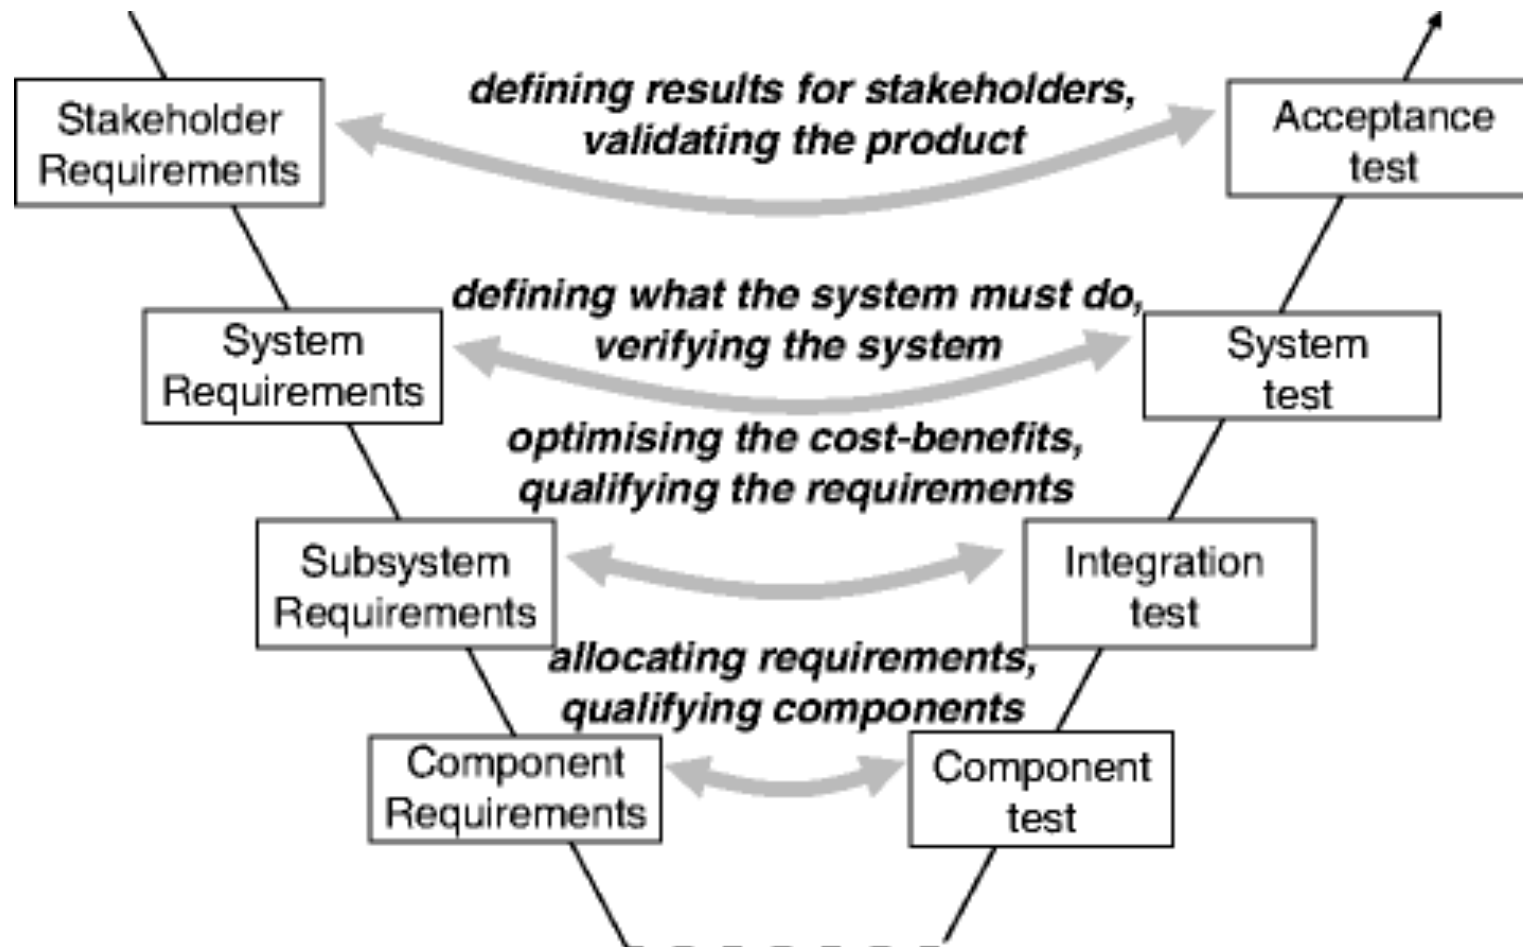 defining results for stakeholders,
validating the product
Stakeholder
Requirements
Acceptance
test
defining what the system must do,
verifying the system
System
Requirements
System
test
optimising the cost-benefits,
qualifying the requirements
Subsystem
Requirements
Integration
test
allocating requirements,
qualifying components
Component
Requirements
Component
test